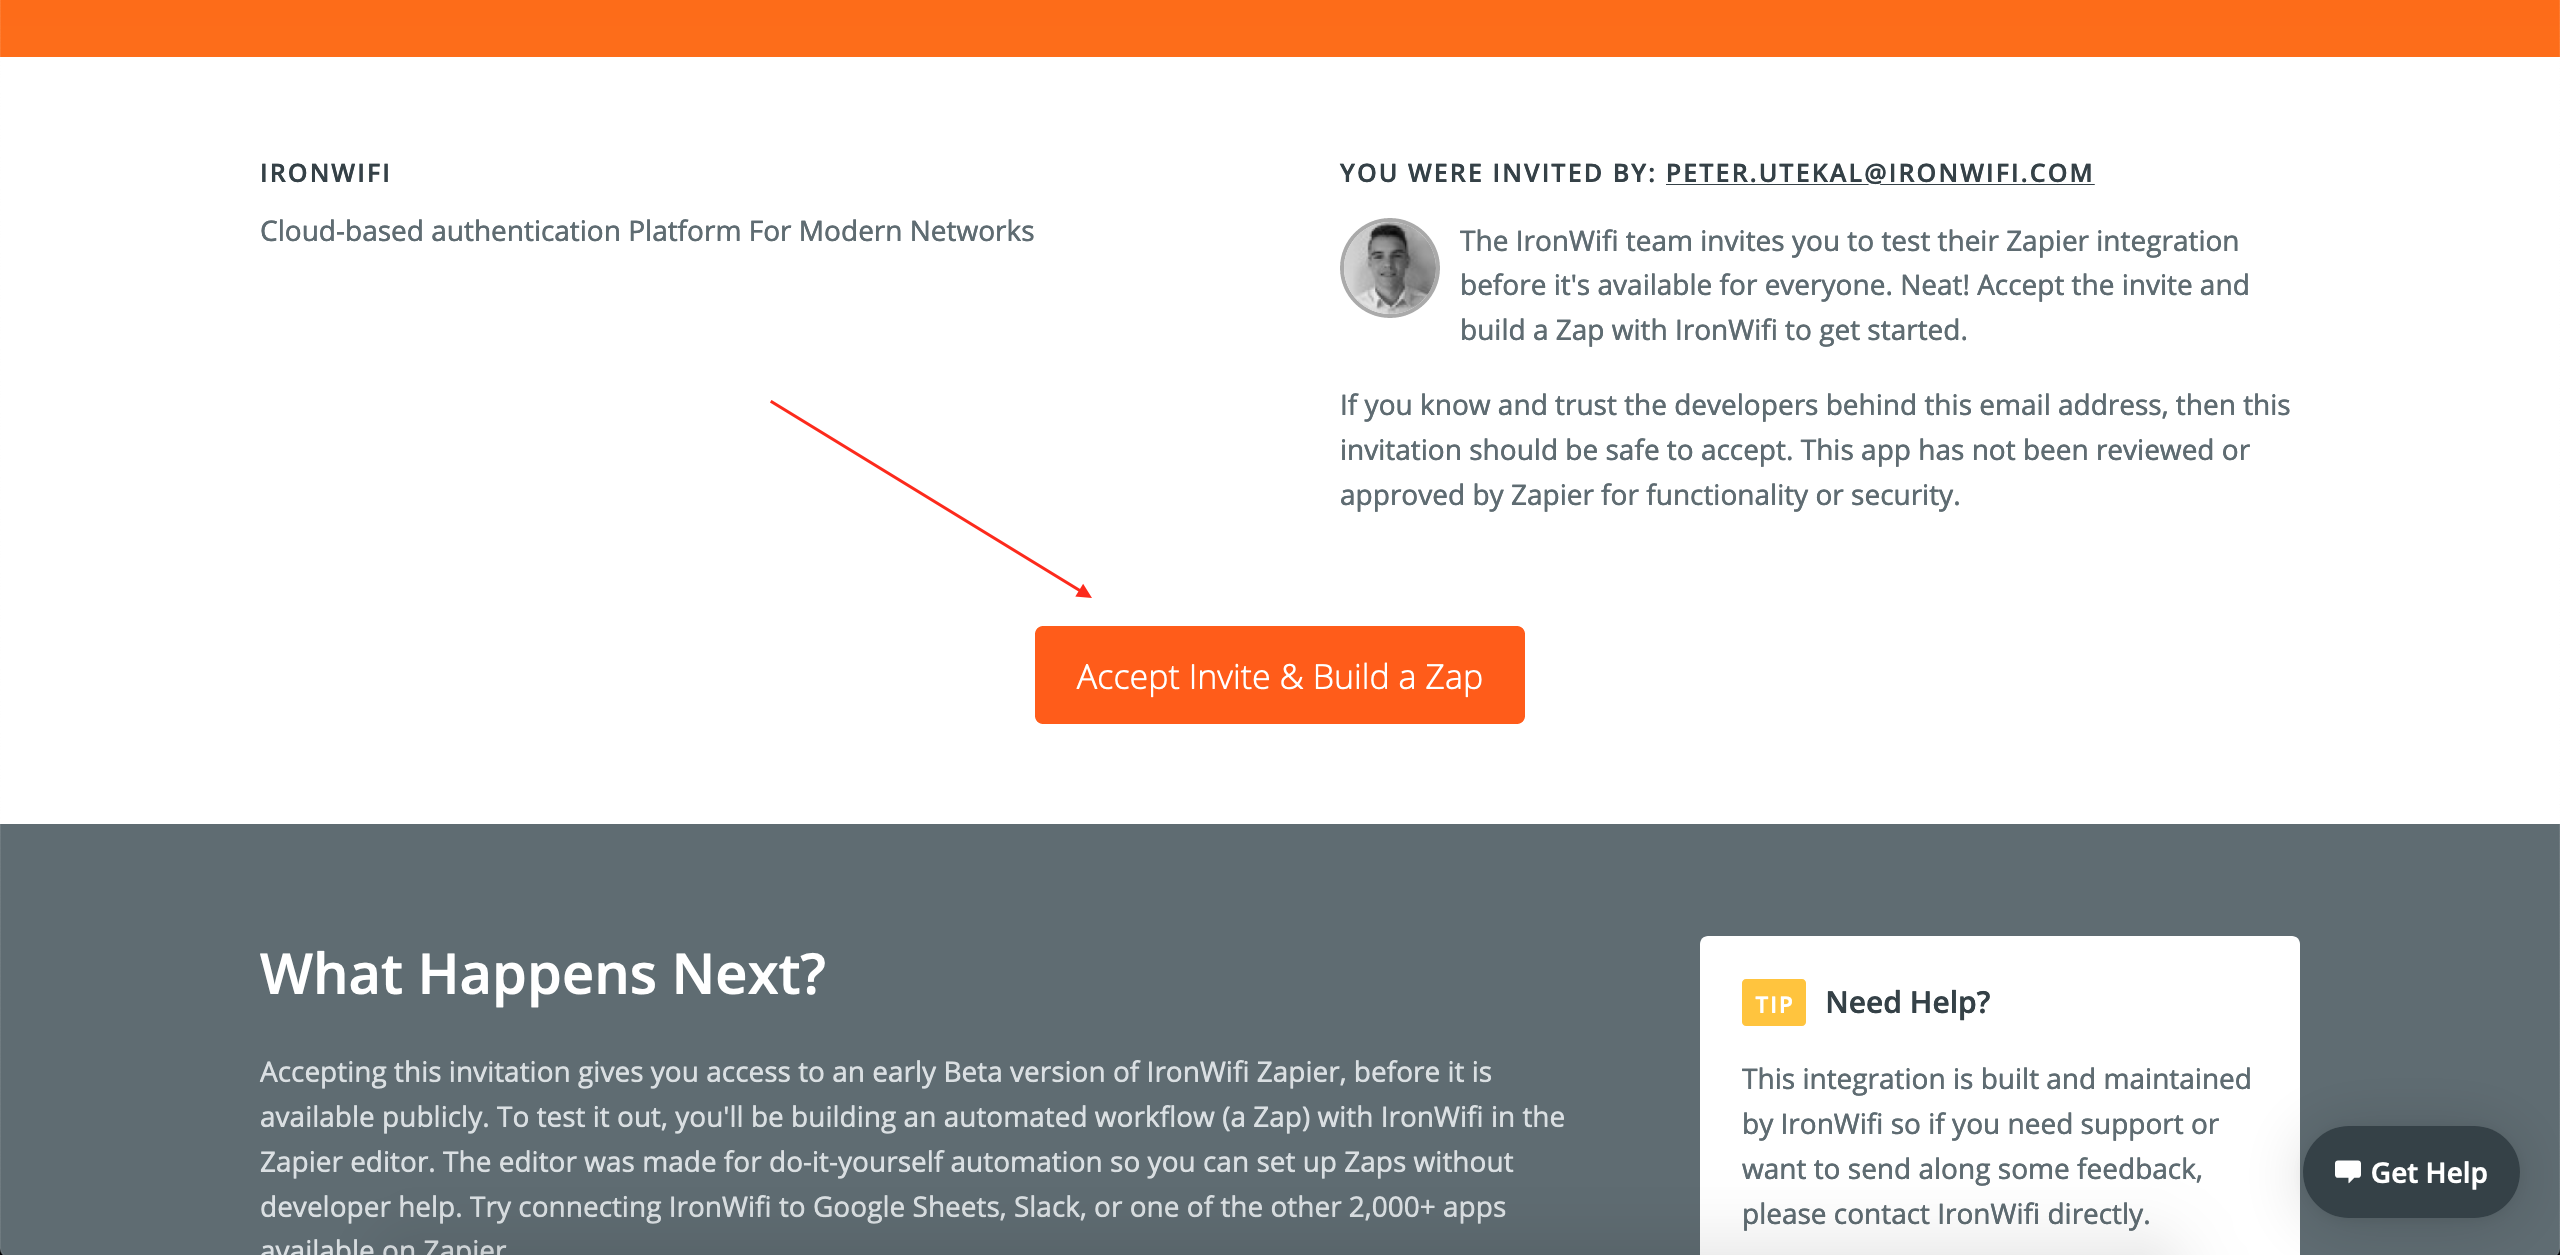 IRONWIFI
Cloud-based authentication Platform For Modern Networks
YOU WERE INVITED BY: PETER.UTEKAL@IRONWIFI.COM
The IronWifi team invites you to test their Zapier integration
before it's available for everyone. Neat! Accept the invite and
build a Zap with IronWifi to get started.
If you know and trust the developers behind this email address, then this
invitation should be safe to accept. This app has not been reviewed or
approved by Zapier for functionality or security.
Accept Invite & Build a Zap
What Happens Next?
Accepting this invitation gives you access to an early Beta version of IronWifi Zapier, before it is
available publicly. To test it out, you'll be building an automated workflow (a Zap) with IronWifi in the
Zapier editor. The editor was made for do-it-yourself automation so you can set up Zaps without
developer help. Try connecting IronWifi to Google Sheets, Slack, or one of the other 2,000+ apps
available on Zapier.
TIP Need Help?
This integration is built and maintained
by IronWifi so if you need support or
want to send along some feedback,
please contact IronWifi directly.
Get Help